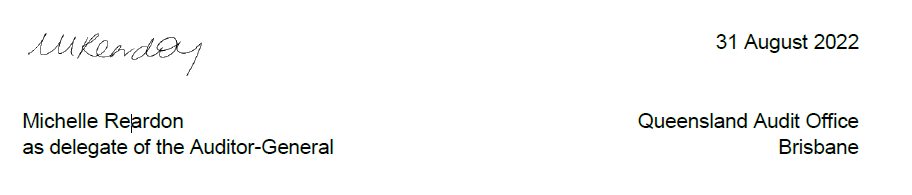 31 August 2022
Michelle Reardon
Queensland Audit Office
as delegate of the Auditor-General
Brisbane